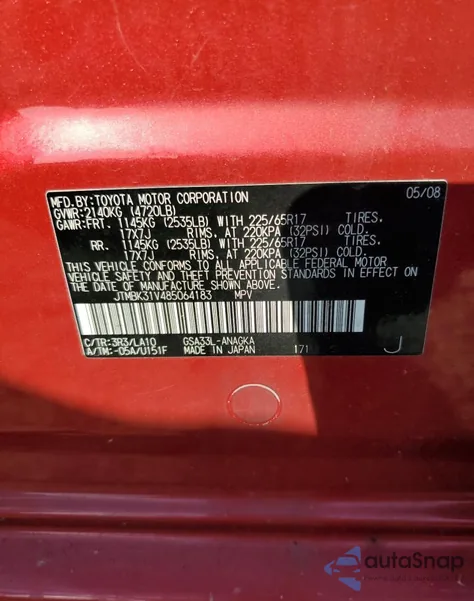 MFD.BY:TOYOTA MOTOR CORPORATION 05/08
GVWR:2140KG (4720LB)
GAWR:FRT. 1145KG (2535LB) WITH 225/65R17 TIRES,
17X7J RIMS, AT 220KPA (32PSI) COLD.
RR. 1145KG (2535LB) WITH 225/65R17 TIRES,
17X7J RIMS, AT 220KPA (32PSI) COLD.
THIS VEHICLE CONFORMS TO ALL APPLICABLE FEDERAL MOTOR
VEHICLE SAFETY AND THEFT PREVENTION STANDARDS IN EFFECT ON
THE DATE OF MANUFACTURE SHOWN ABOVE.
JTMBK31V485064183 MPV
C/TR:3R3/LA10 GSA33L-ANAGKA
A/TM:-05A/U151F MADE IN JAPAN 171 J
autoSnap